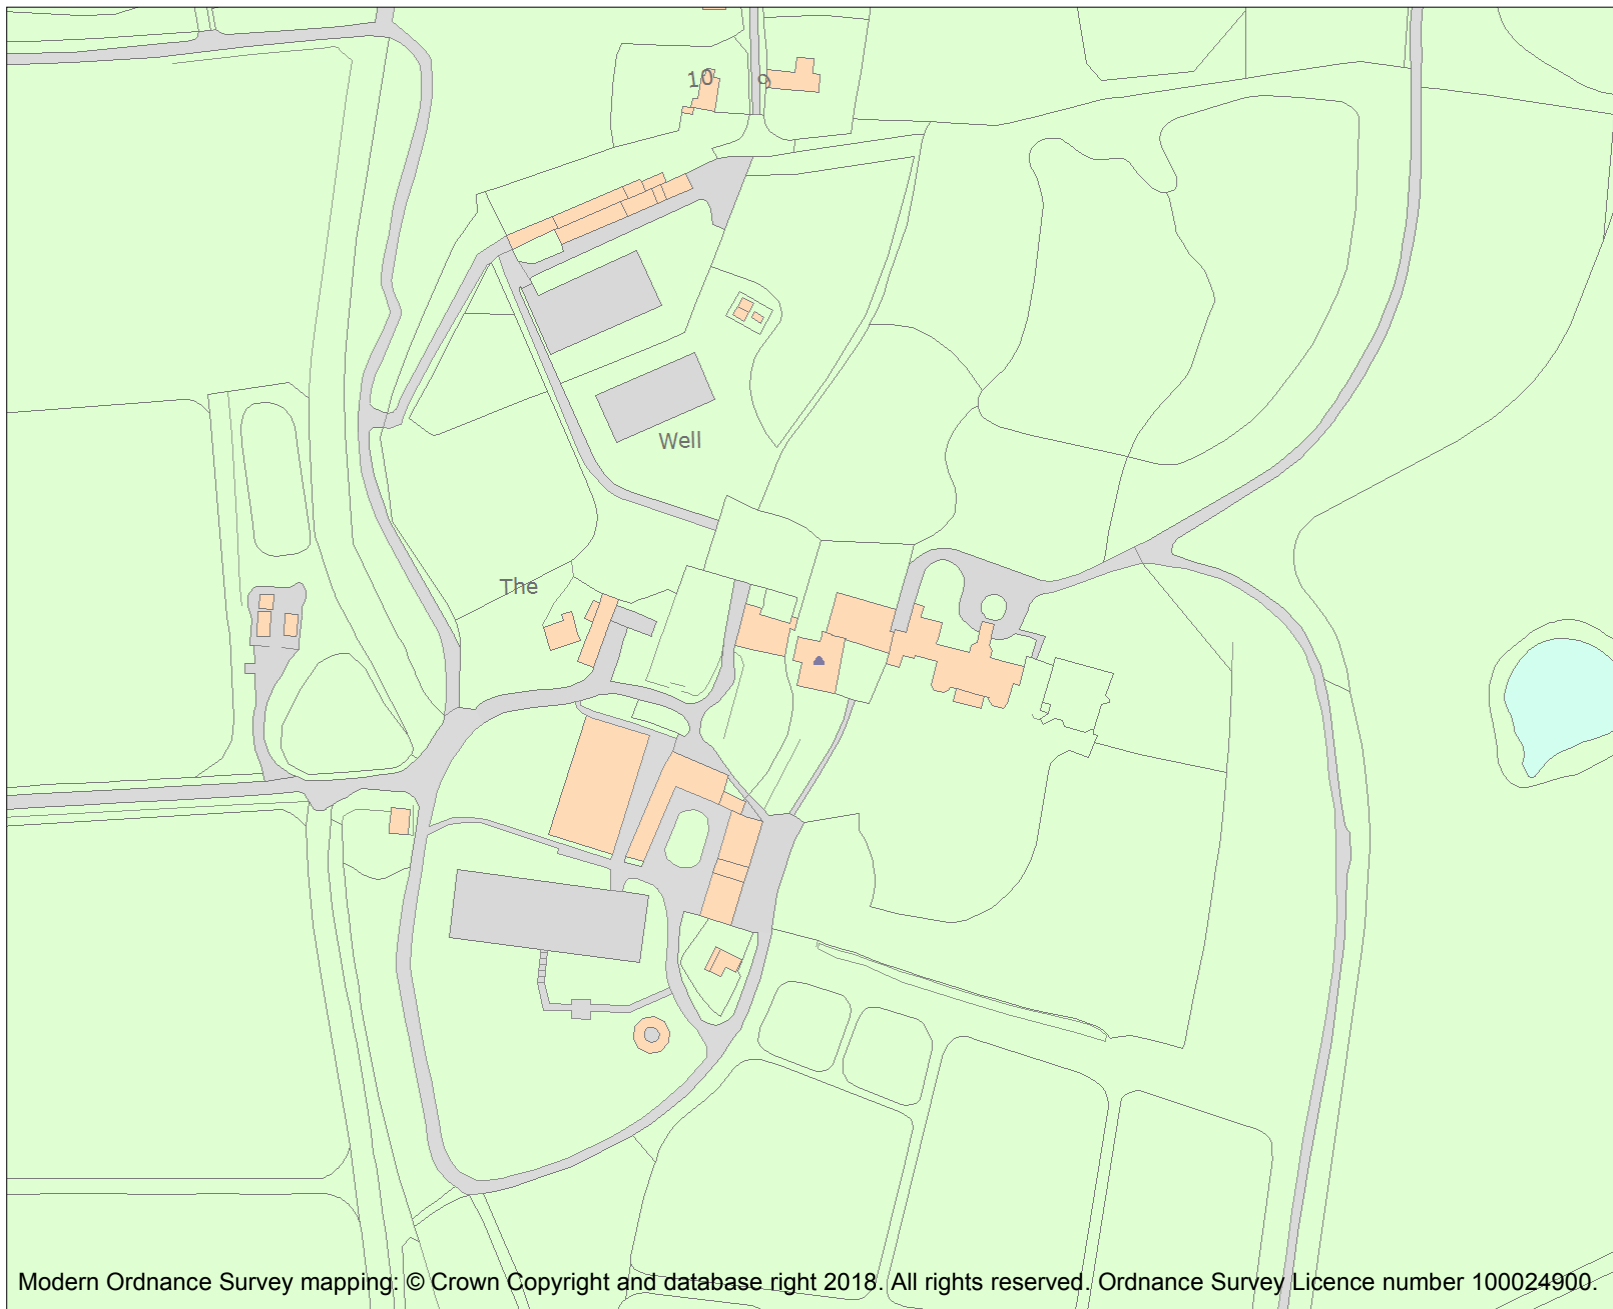 10
9
Well
The
Modern Ordnance Survey mapping: © Crown Copyright and database right 2018. All rights reserved. Ordnance Survey Licence number 100024900.